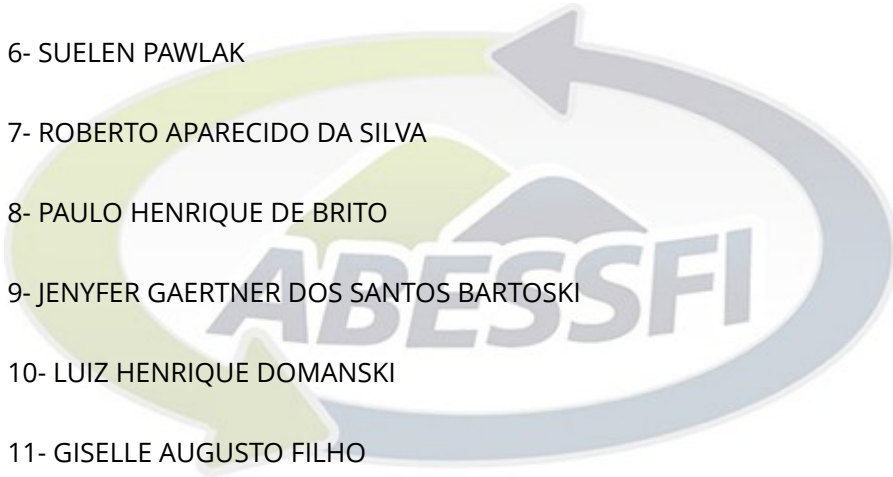 6- SUELEN PAWLAK
7- ROBERTO APARECIDO DA SILVA
8- PAULO HENRIQUE DE BRITO
ABESSFI
9- JENYFER GAERTNER DOS SANTOS BARTOSKI
10- LUIZ HENRIQUE DOMANSKI
11- GISELLE AUGUSTO FILHO